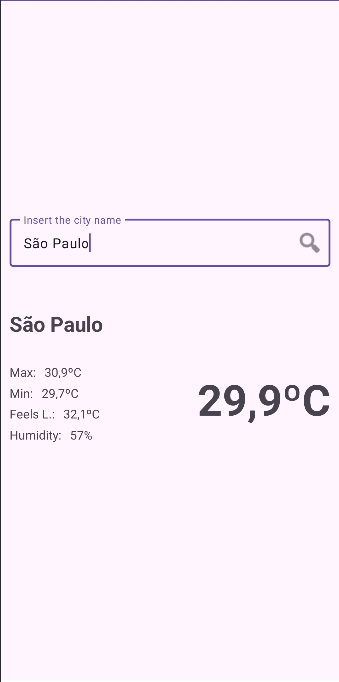 Insert the city name
São Paulo
São Paulo
Max: 30,9ºC
Min: 29,7ºC
Feels L.: 32,1ºC
Humidity: 57%
29,9ºC